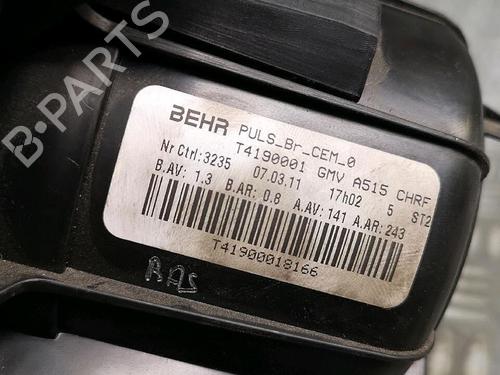 BEHR PULS_Br_CEM_0
T4190001 GMV A515 CHRF
Nr Ctrl:3235 07.03.11 17h02 5 ST2
B.AV: 1.3 B.AR: 0.8 A.AV: 141 A.AR: 243
T41900018166
B-Parts